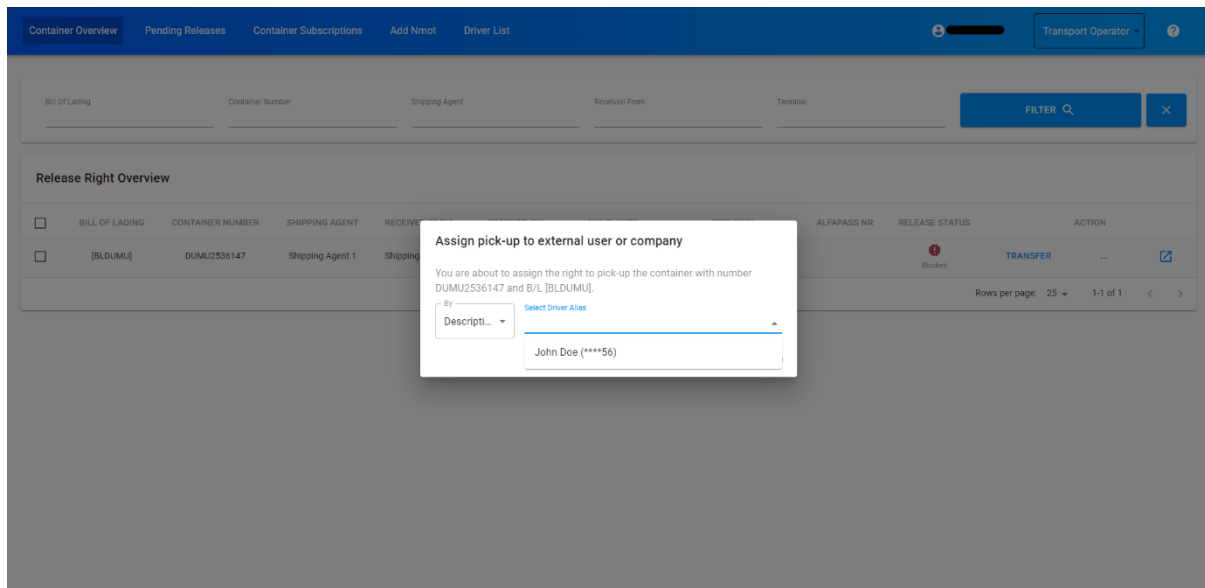 Container Overview Pending Releases Container Subscriptions Add Nmot Driver List Transport Operator
Bill Of Lading Container Number Shipping Agent Received From Terminal FILTER
Release Right Overview
BILL OF LADING CONTAINER NUMBER SHIPPING AGENT ALFAPASS NR RELEASE STATUS ACTION
[BLDUMU] DUMU2536147 Shipping Agent 1 Shipping Blocked TRANSFER ...
Rows per page: 25 1-1 of 1
Assign pick-up to external user or company
You are about to assign the right to pick-up the container with number
DUMU2536147 and B/L [BLDUMU].
By Select Driver Alias
Descripti...
John Doe (****56)